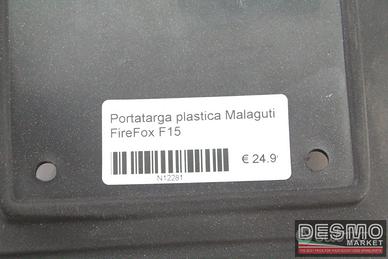 Portatarga plastica Malaguti
FireFox F15
€ 24.9
N12281
DESMO
MARKET